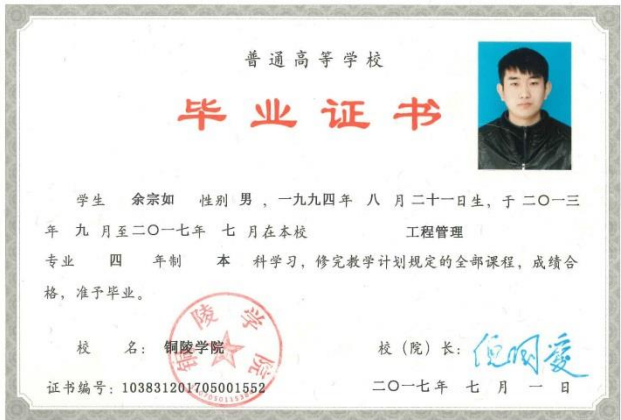 普通高等学校
毕业证书
学生 余宗如 性别 男 ，一九九四年 八 月二十一日生，于二〇一三
年 九 月至二〇一七年 七 月在本校 工程管理
专业 四 年制 本 科学习，修完教学计划规定的全部课程，成绩合
格，准予毕业。
校 名： 铜陵学院 校（院）长：
证书编号：103831201705001552 二〇一七年 七 月 一 日
铜陵学院